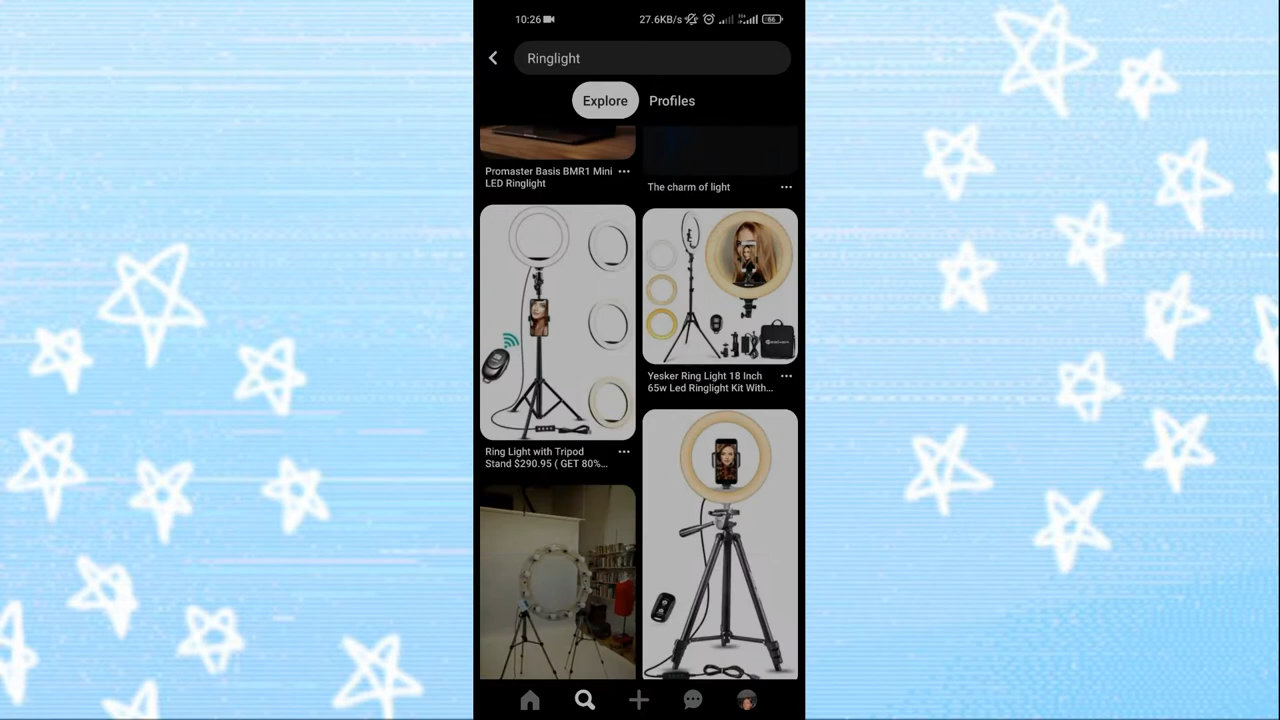 10:26
27.6KB/s
66
Ringlight
Explore
Profiles
Promaster Basis BMR1 Mini
LED Ringlight
The charm of light
Yesker Ring Light 18 Inch
65w Led Ringlight Kit With...
Ring Light with Tripod
Stand $290.95 ( GET 80%...